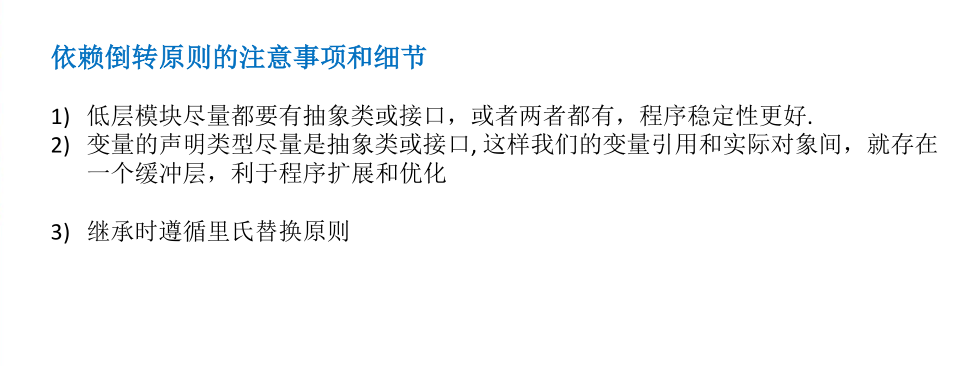 依赖倒转原则的注意事项和细节
1) 低层模块尽量都要有抽象类或接口，或者两者都有，程序稳定性更好.
2) 变量的声明类型尽量是抽象类或接口, 这样我们的变量引用和实际对象间，就存在
一个缓冲层，利于程序扩展和优化
3) 继承时遵循里氏替换原则